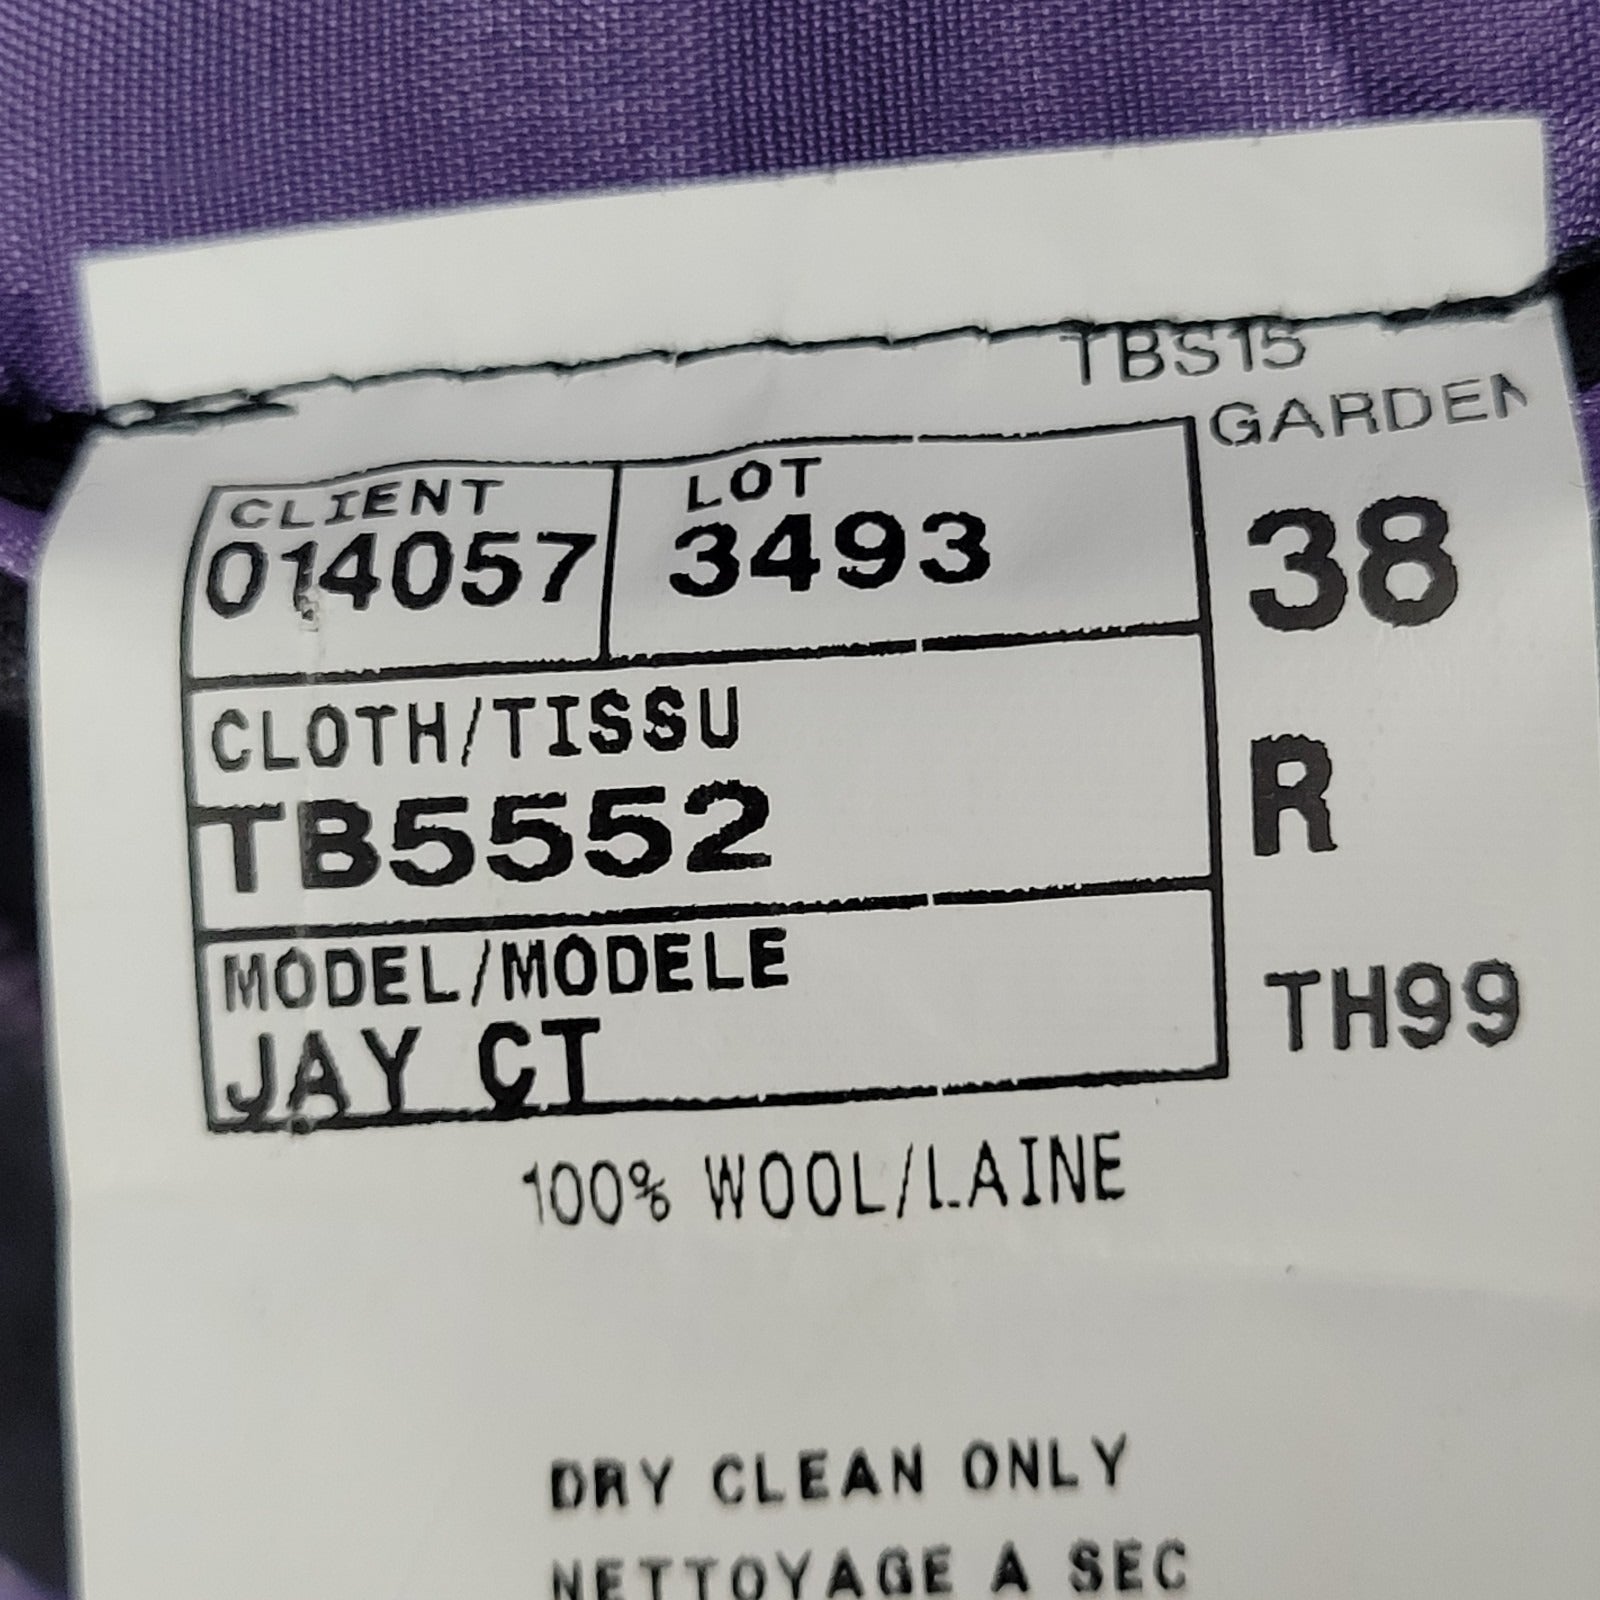 TBS15
GARDEN
CLIENT
014057
LOT
3493
38
CLOTH/TISSU
TB5552
R
MODEL/MODELE
JAY CT
TH99
100% WOOL/LAINE
DRY CLEAN ONLY
NETTOYAGE A SEC